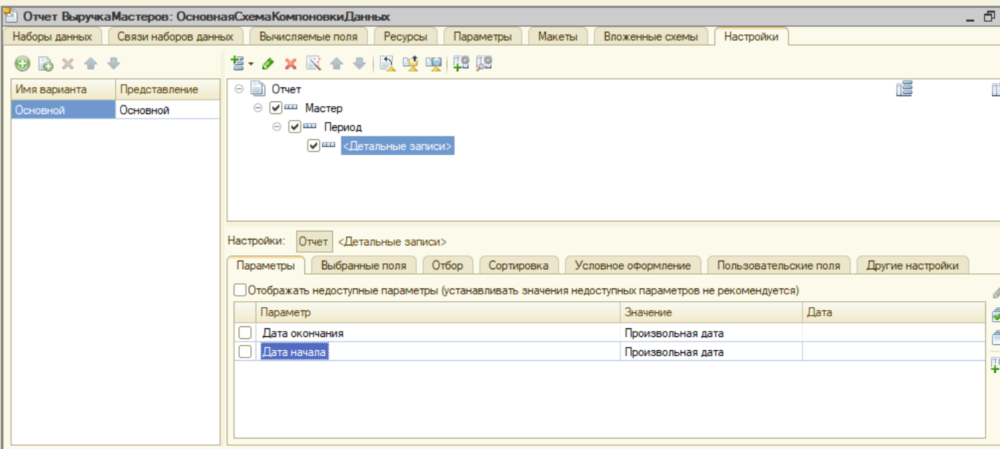 Отчет ВыручкаМастеров: ОсновнаяСхемаКомпоновкиДанных
Наборы данных Связи наборов данных Вычисляемые поля Ресурсы Параметры Макеты Вложенные схемы Настройки
Имя варианта Представление
Основной Основной
Отчет
Мастер
Период
<Детальные записи>
Настройки: Отчет <Детальные записи>
Параметры Выбранные поля Отбор Сортировка Условное оформление Пользовательские поля Другие настройки
Отображать недоступные параметры (устанавливать значения недоступных параметров не рекомендуется)
Параметр Значение Дата
Дата окончания Произвольная дата
Дата начала Произвольная дата